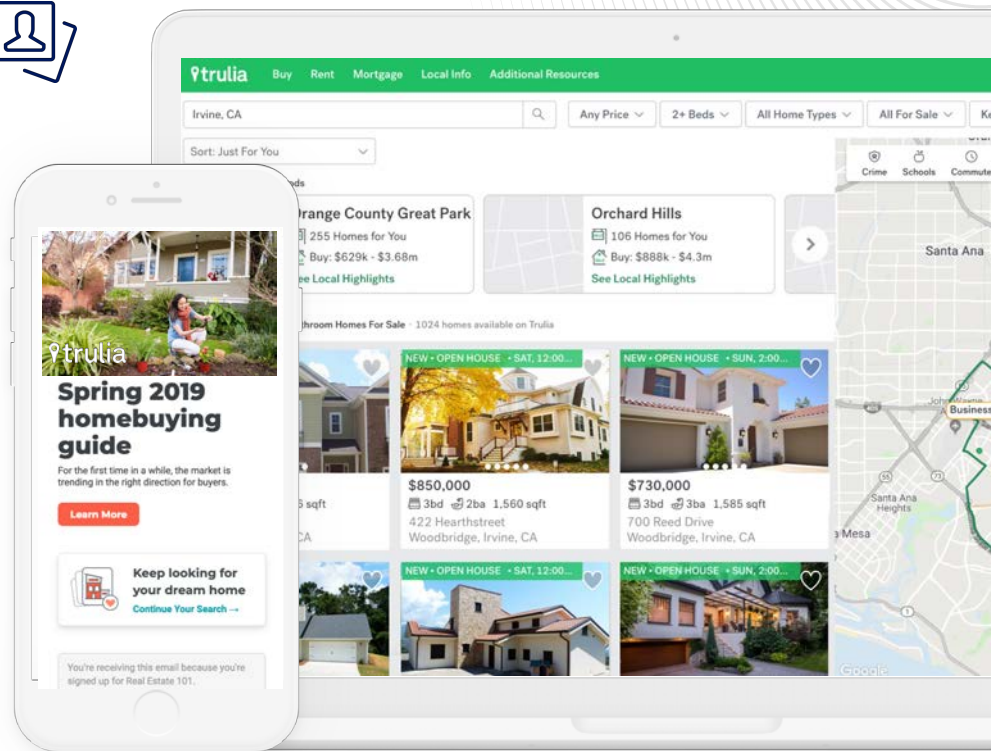 trulia
Buy Rent Mortgage Local Info Additional Resources
Irvine, CA
Any Price 2+ Beds All Home Types All For Sale
Sort: Just For You
Crime Schools Commute
Orange County Great Park
255 Homes for You
Buy: $629k - $3.68m
See Local Highlights
Orchard Hills
106 Homes for You
Buy: $888k - $4.3m
See Local Highlights
Homes For Sale · 1024 homes available on Trulia
NEW • OPEN HOUSE • SAT, 12:00...
NEW • OPEN HOUSE • SUN, 2:00...
sqft
CA
$850,000
3bd 2ba 1,560 sqft
422 Hearthstreet
Woodbridge, Irvine, CA
$730,000
3bd 3ba 1,585 sqft
700 Reed Drive
Woodbridge, Irvine, CA
NEW • OPEN HOUSE • SAT, 12:00...
NEW • OPEN HOUSE • SUN, 2:00...
Santa Ana
Business
Santa Ana
Heights
Mesa
73
1
Google
trulia
Spring 2019
homebuying
guide
For the first time in a while, the market is
trending in the right direction for buyers.
Learn More
Keep looking for
your dream home
Continue Your Search →
You're receiving this email because you're
signed up for Real Estate 101.